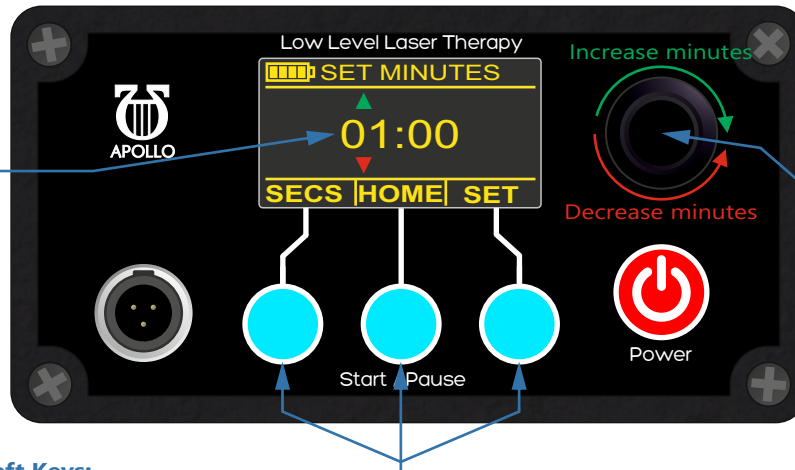 Low Level Laser Therapy
Increase minutes
SET MINUTES
01:00
APOLLO
SECS HOME SET
Decrease minutes
Power
Start Pause
Keys: